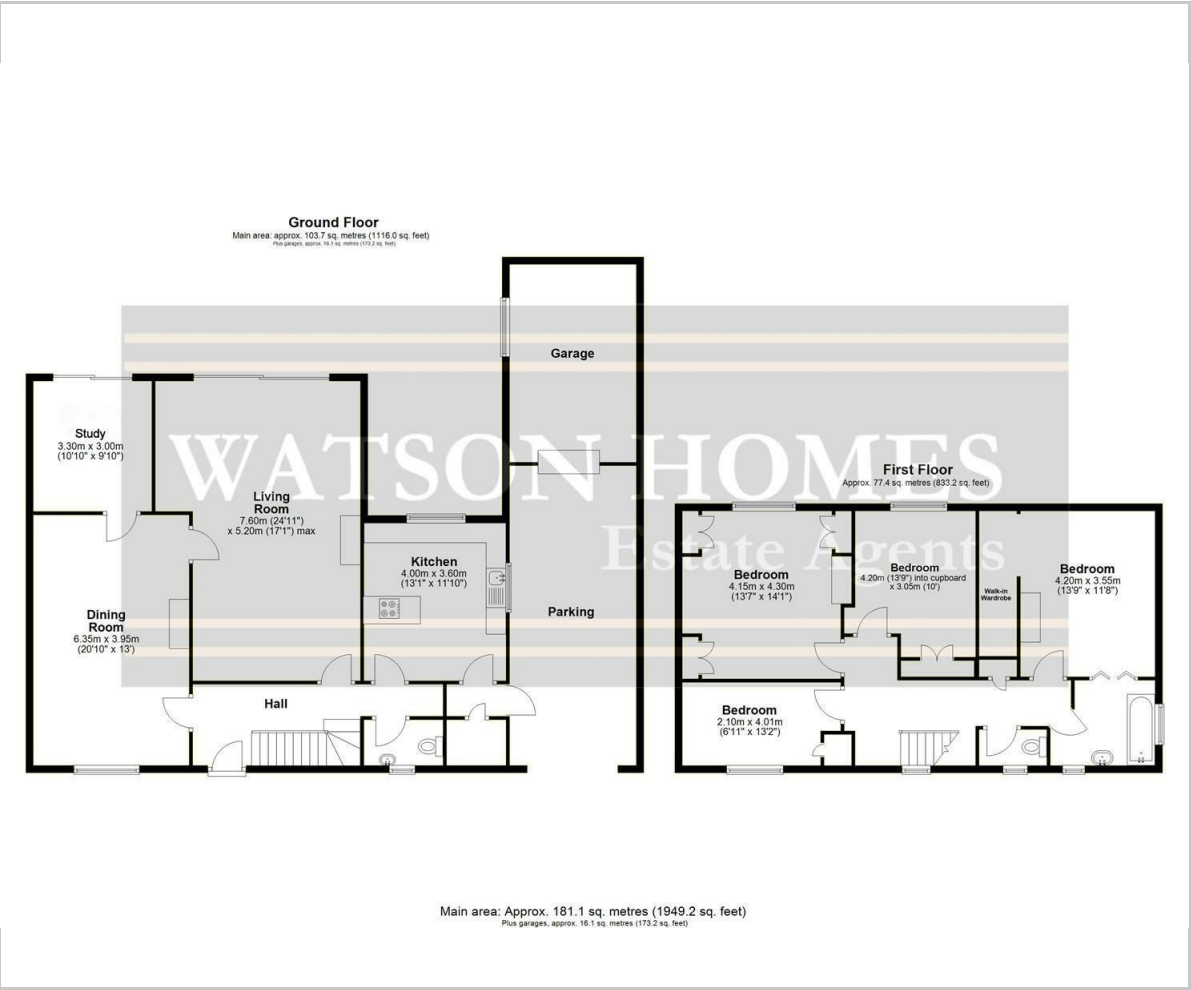 Ground Floor
Main area: approx. 103.7 sq. metres (1116.0 sq. feet)
Plus garages, approx. 16.1 sq. metres (173.2 sq. feet)
Garage
Study
3.30m x 3.00m
(10'10" x 9'10")
WATSON HOMES
Estate Agents
Living
Room
7.60m (24'11")
x 5.20m (17'1") max
Kitchen
4.00m x 3.60m
(13'1" x 11'10")
Dining
Room
6.35m x 3.95m
(20'10" x 13')
Parking
Hall
First Floor
Approx. 77.4 sq. metres (833.2 sq. feet)
Bedroom
4.15m x 4.30m
(13'7" x 14'1")
Bedroom
4.20m (13'9") into cupboard
x 3.05m (10')
Walk-in
Wardrobe
Bedroom
4.20m x 3.55m
(13'9" x 11'8")
Bedroom
2.10m x 4.01m
(6'11" x 13'2")
Main area: Approx. 181.1 sq. metres (1949.2 sq. feet)
Plus garages, approx. 16.1 sq. metres (173.2 sq. feet)